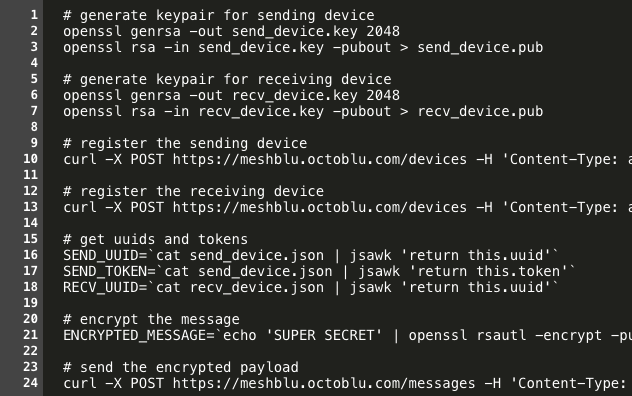 1 # generate keypair for sending device
2 openssl genrsa -out send_device.key 2048
3 openssl rsa -in send_device.key -pubout > send_device.pub
4
5 # generate keypair for receiving device
6 openssl genrsa -out recv_device.key 2048
7 openssl rsa -in recv_device.key -pubout > recv_device.pub
8
9 # register the sending device
10 curl -X POST https://meshblu.octoblu.com/devices -H 'Content-Type: a
11
12 # register the receiving device
13 curl -X POST https://meshblu.octoblu.com/devices -H 'Content-Type: a
14
15 # get uuids and tokens
16 SEND_UUID=`cat send_device.json | jsawk 'return this.uuid'`
17 SEND_TOKEN=`cat send_device.json | jsawk 'return this.token'`
18 RECV_UUID=`cat recv_device.json | jsawk 'return this.uuid'`
19
20 # encrypt the message
21 ENCRYPTED_MESSAGE=`echo 'SUPER SECRET' | openssl rsautl -encrypt -pu
22
23 # send the encrypted payload
24 curl -X POST https://meshblu.octoblu.com/messages -H 'Content-Type: